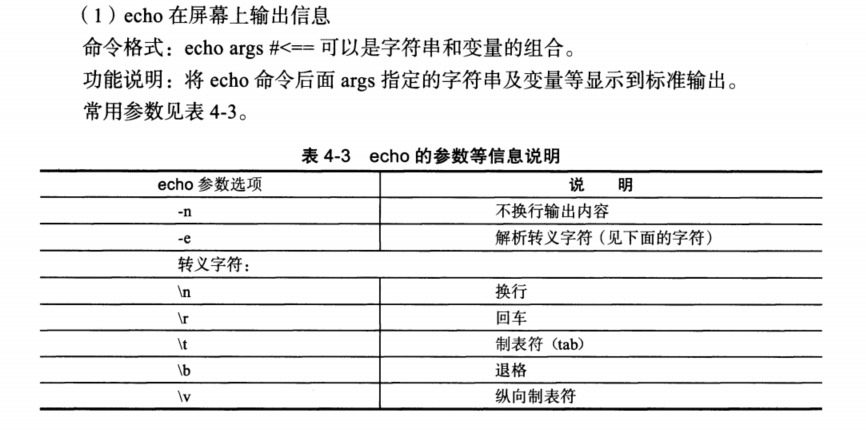 （1）echo 在屏幕上输出信息
命令格式：echo args #<== 可以是字符串和变量的组合。
功能说明：将 echo 命令后面 args 指定的字符串及变量等显示到标准输出。
常用参数见表 4-3。
表 4-3 echo 的参数等信息说明
echo 参数选项 说 明
-n 不换行输出内容
-e 解析转义字符（见下面的字符）
转义字符：
\n 换行
\r 回车
\t 制表符（tab）
\b 退格
\v 纵向制表符